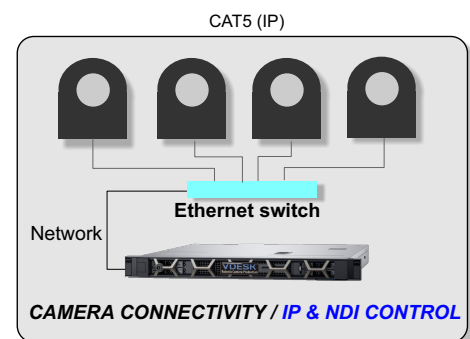 CAT5 (IP)
Ethernet switch
Network
VDESK
CAMERA CONNECTIVITY / IP & NDI CONTROL